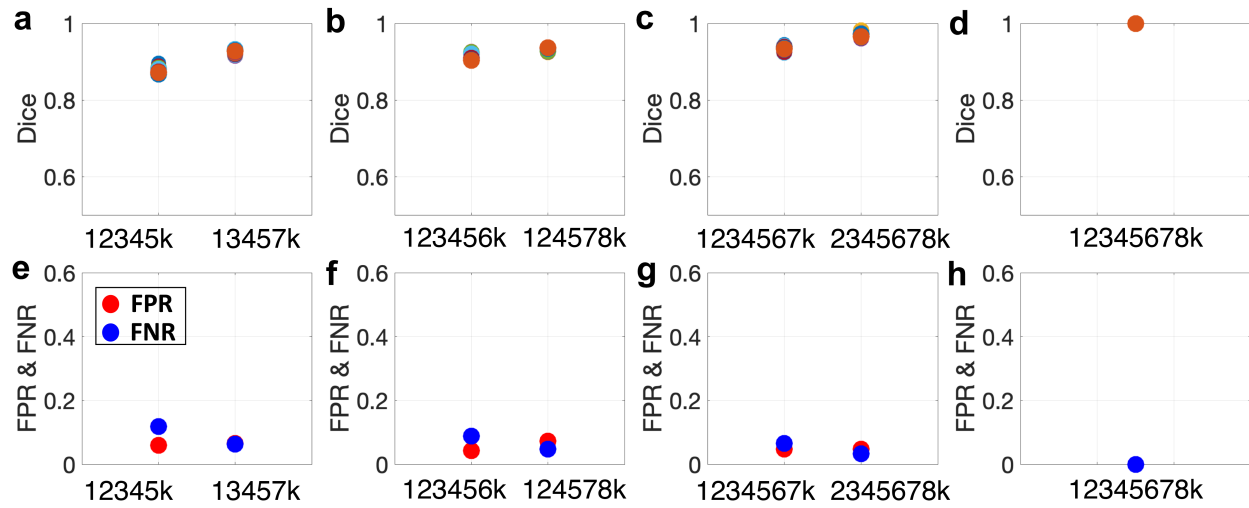 a
b
c
d
1
0.8
0.6
Dice
12345k
13457k
1
0.8
0.6
Dice
123456k
124578k
1
0.8
0.6
Dice
1234567k
2345678k
1
0.8
0.6
Dice
12345678k
e
f
g
h
0.6
0.4
0.2
0
FPR & FNR
FPR
FNR
12345k
13457k
0.6
0.4
0.2
0
FPR & FNR
123456k
124578k
0.6
0.4
0.2
0
FPR & FNR
1234567k
2345678k
0.6
0.4
0.2
0
FPR & FNR
12345678k